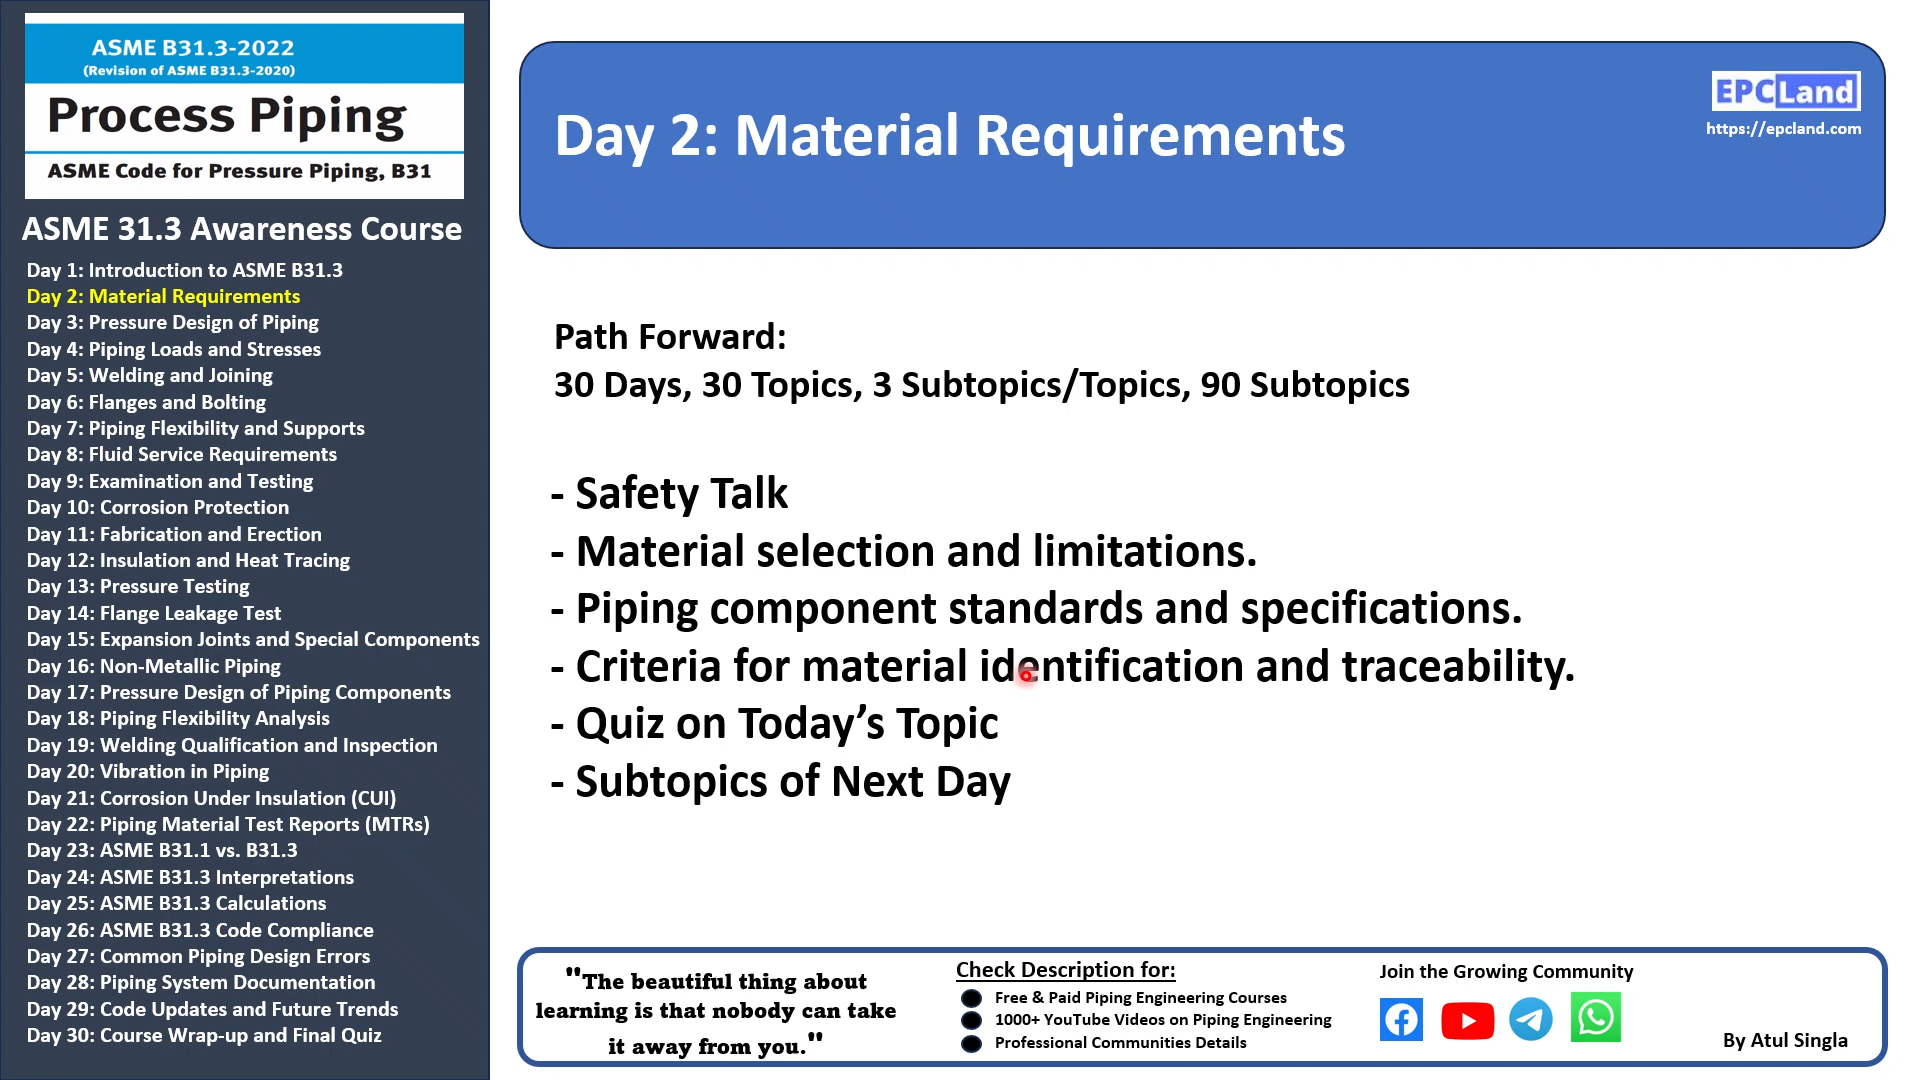 ASME B31.3-2022
(Revision of ASME B31.3-2020)
Process Piping
ASME Code for Pressure Piping, B31
ASME 31.3 Awareness Course
Day 1: Introduction to ASME B31.3
Day 2: Material Requirements
Day 3: Pressure Design of Piping
Day 4: Piping Loads and Stresses
Day 5: Welding and Joining
Day 6: Flanges and Bolting
Day 7: Piping Flexibility and Supports
Day 8: Fluid Service Requirements
Day 9: Examination and Testing
Day 10: Corrosion Protection
Day 11: Fabrication and Erection
Day 12: Insulation and Heat Tracing
Day 13: Pressure Testing
Day 14: Flange Leakage Test
Day 15: Expansion Joints and Special Components
Day 16: Non-Metallic Piping
Day 17: Pressure Design of Piping Components
Day 18: Piping Flexibility Analysis
Day 19: Welding Qualification and Inspection
Day 20: Vibration in Piping
Day 21: Corrosion Under Insulation (CUI)
Day 22: Piping Material Test Reports (MTRs)
Day 23: ASME B31.1 vs. B31.3
Day 24: ASME B31.3 Interpretations
Day 25: ASME B31.3 Calculations
Day 26: ASME B31.3 Code Compliance
Day 27: Common Piping Design Errors
Day 28: Piping System Documentation
Day 29: Code Updates and Future Trends
Day 30: Course Wrap-up and Final Quiz
Day 2: Material Requirements
EPCLand
https://epcland.com
Path Forward:
30 Days, 30 Topics, 3 Subtopics/Topics, 90 Subtopics
- Safety Talk
- Material selection and limitations.
- Piping component standards and specifications.
- Criteria for material identification and traceability.
- Quiz on Today’s Topic
- Subtopics of Next Day
"The beautiful thing about
learning is that nobody can take
it away from you."
Check Description for:
Free & Paid Piping Engineering Courses
1000+ YouTube Videos on Piping Engineering
Professional Communities Details
Join the Growing Community
By Atul Singla